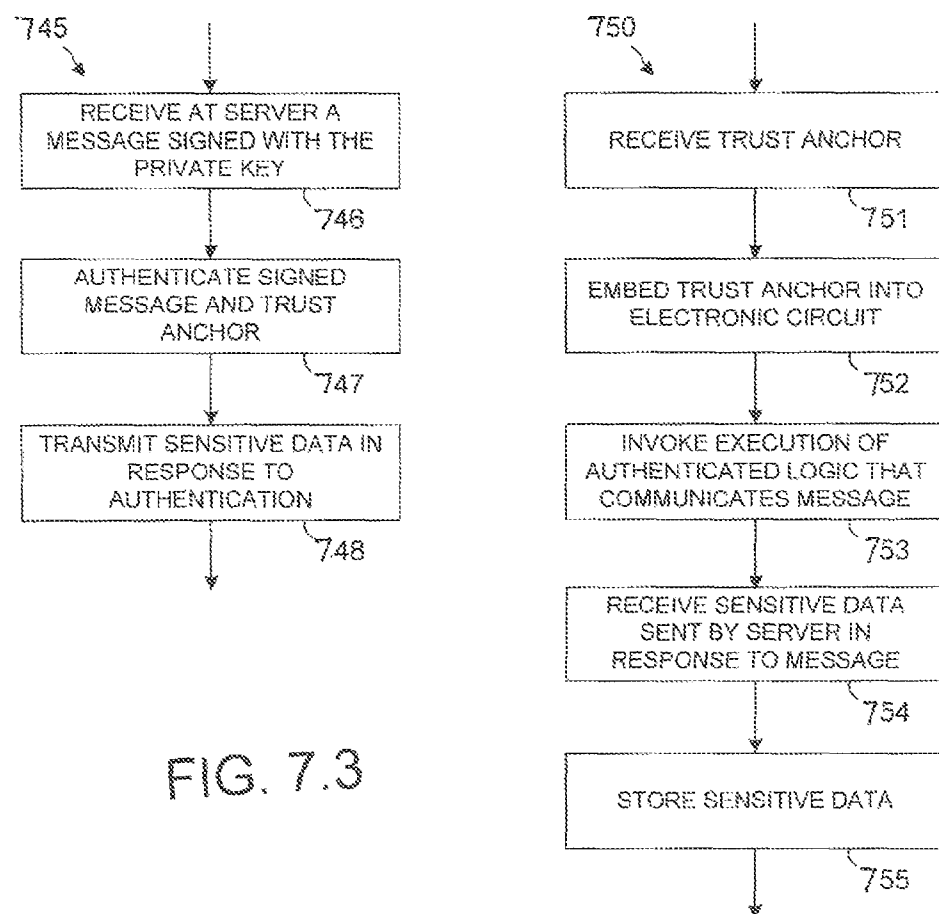 745
RECEIVE AT SERVER A
MESSAGE SIGNED WITH THE
PRIVATE KEY
746
AUTHENTICATE SIGNED
MESSAGE AND TRUST
ANCHOR
747
TRANSMIT SENSITIVE DATA IN
RESPONSE TO
AUTHENTICATION
748
FIG. 7.3
750
RECEIVE TRUST ANCHOR
751
EMBED TRUST ANCHOR INTO
ELECTRONIC CIRCUIT
752
INVOKE EXECUTION OF
AUTHENTICATED LOGIC THAT
COMMUNICATES MESSAGE
753
RECEIVE SENSITIVE DATA
SENT BY SERVER IN
RESPONSE TO MESSAGE
754
STORE SENSITIVE DATA
755